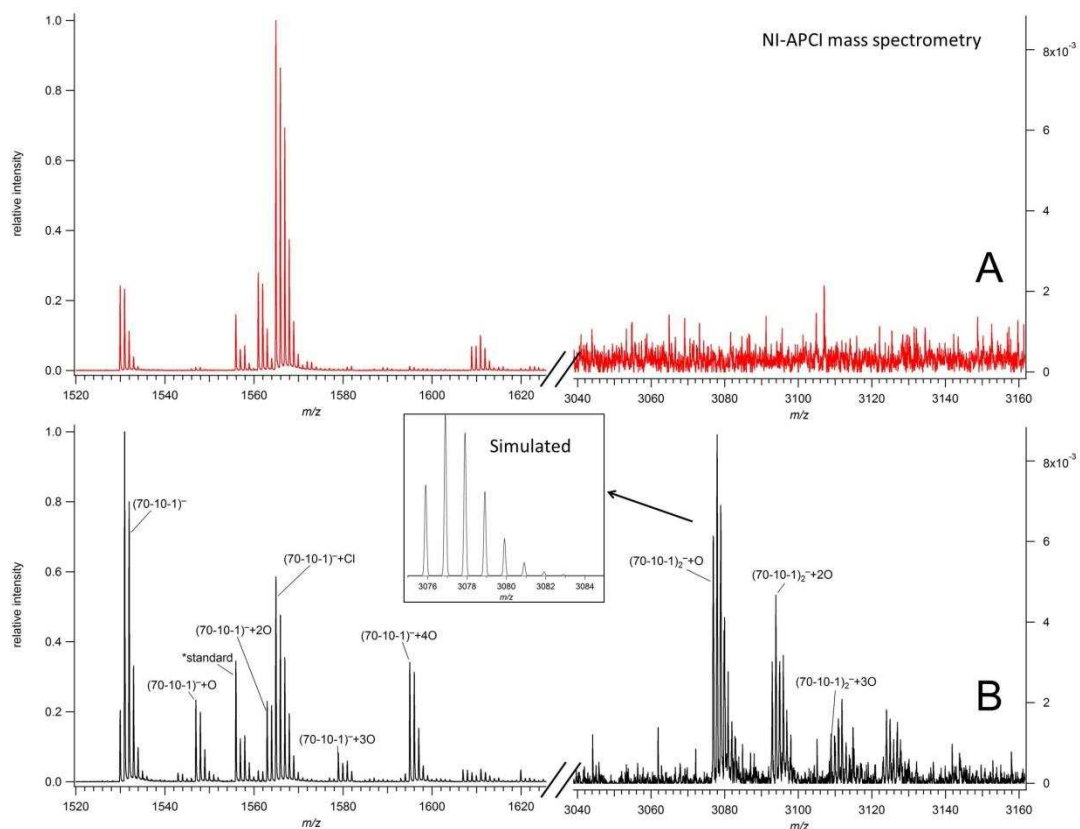 NI-APCI mass spectrometry
1.0
0.8
0.6
0.4
0.2
0.0
relative intensity
8x10⁻³
6
4
2
0
A
1520 1540 1560 1580 1600 1620
m/z
3040 3060 3080 3100 3120 3140 3160
m/z
1.0
0.8
0.6
0.4
0.2
0.0
relative intensity
(70-10-1)⁻
(70-10-1)⁻+Cl
(70-10-1)⁻+2O
*standard
(70-10-1)⁻+O
(70-10-1)⁻+3O
(70-10-1)⁻+4O
Simulated
3076 3078 3080 3082 3084
m/z
(70-10-1)₂⁻+O
(70-10-1)₂⁻+2O
(70-10-1)₂⁻+3O
8x10⁻³
6
4
2
0
B
1520 1540 1560 1580 1600 1620
m/z
3040 3060 3080 3100 3120 3140 3160
m/z